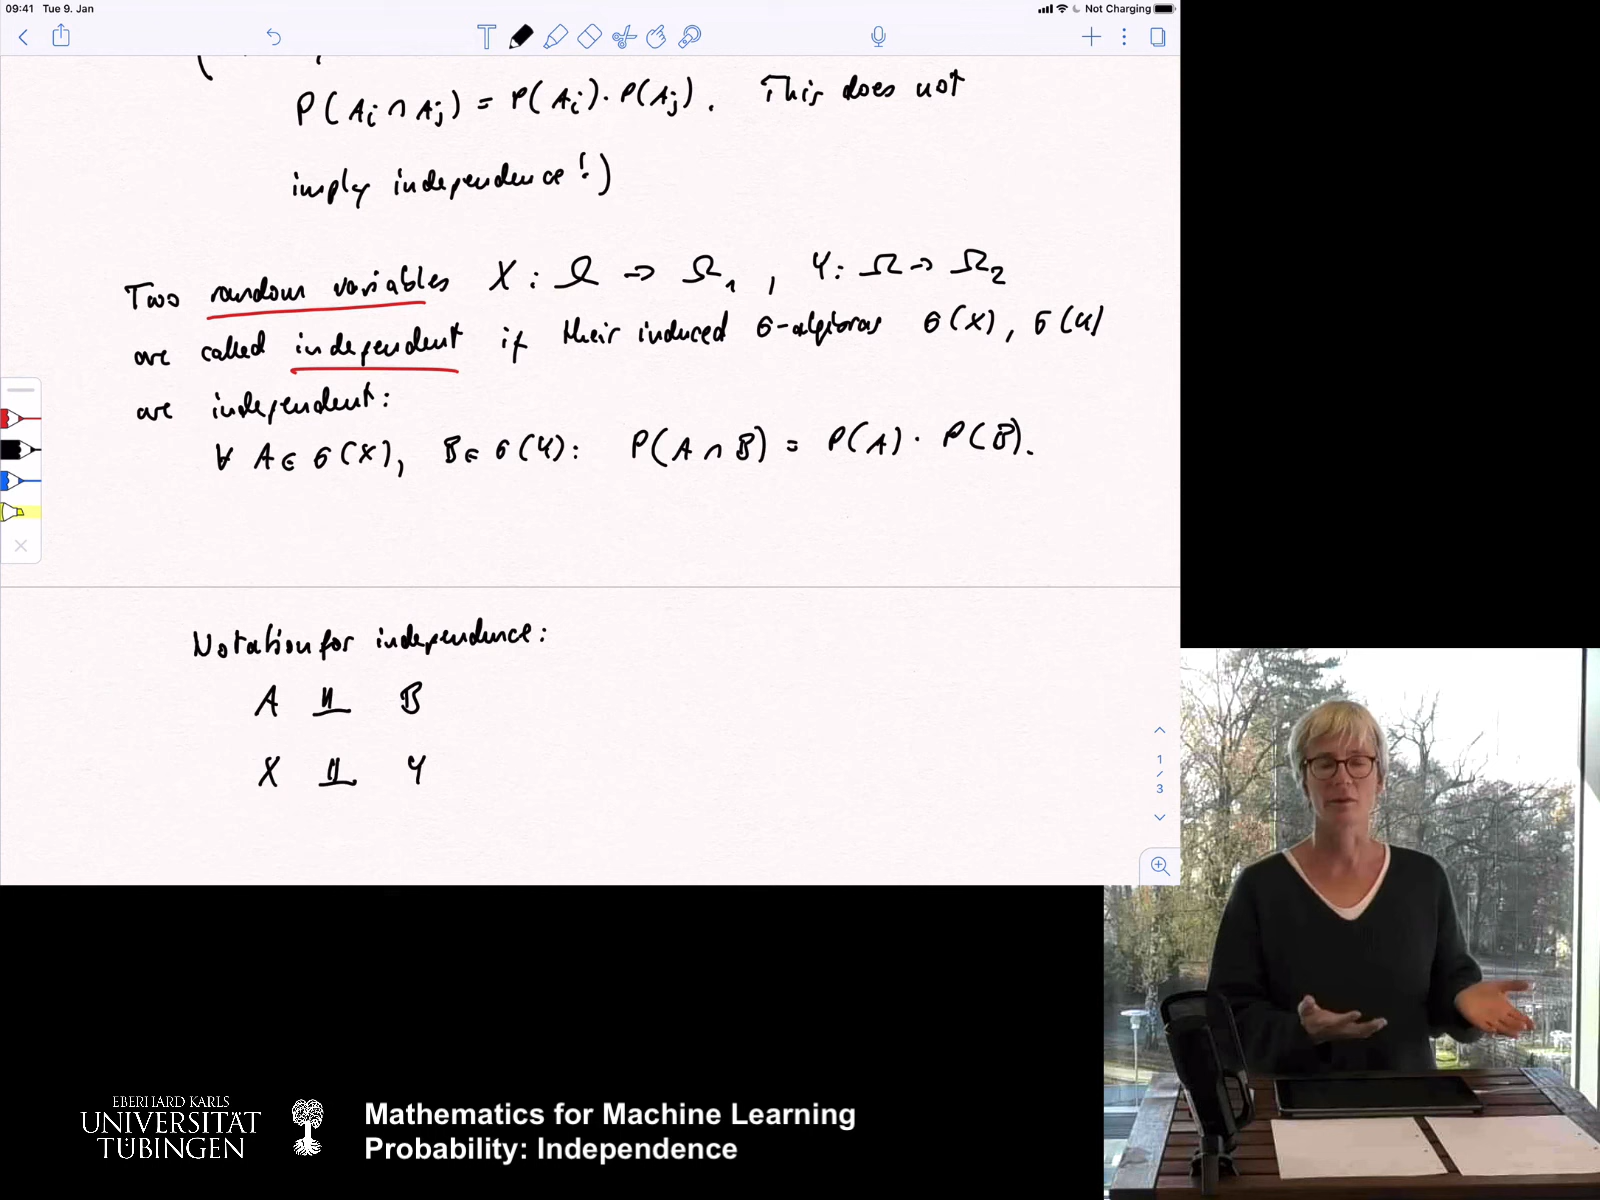 09:41 Tue 9. Jan
Not Charging
P(Ai ∩ Aj) = P(Ai) · P(Aj). This does not
imply independence!)
Two random variables X : Ω → Ω₁ , Y : Ω → Ω₂
are called independent if their induced σ-algebras σ(X), σ(Y)
are independent:
∀ A ∈ σ(X), B ∈ σ(Y): P(A ∩ B) = P(A) · P(B).
Notation for independence:
A ⫫ B
X ⫫ Y
1
/
3
EBERHARD KARLS
UNIVERSITÄT
TÜBINGEN
Mathematics for Machine Learning
Probability: Independence